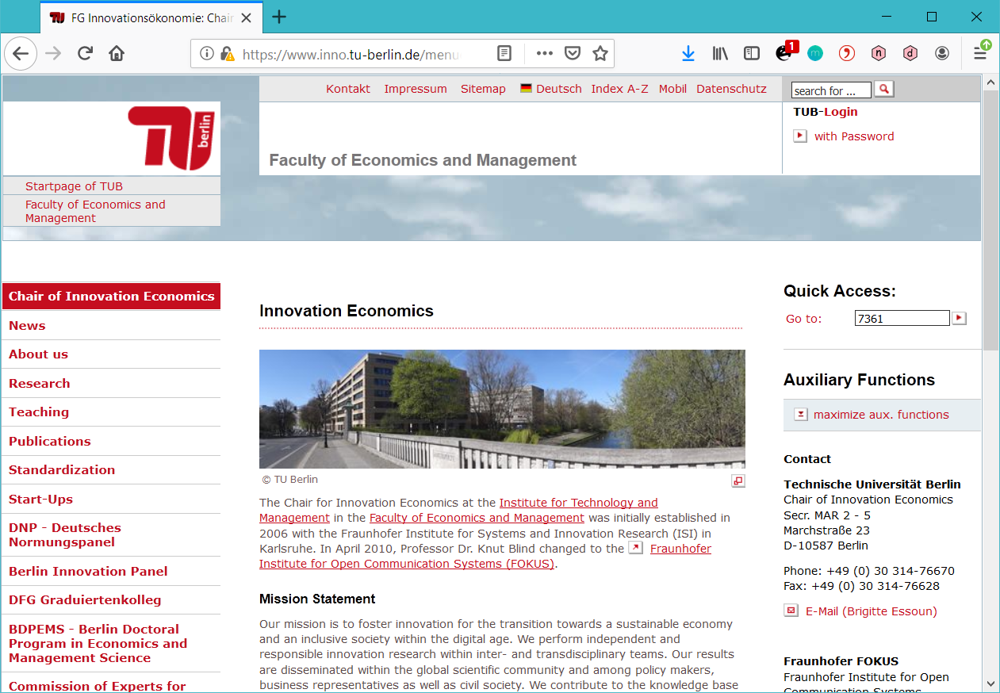 FG Innovationsökonomie: Chair
https://www.inno.tu-berlin.de/menu
1
m
n
d
Kontakt Impressum Sitemap Deutsch Index A-Z Mobil Datenschutz
search for ...
TU berlin
TUB-Login
with Password
Faculty of Economics and Management
Startpage of TUB
Faculty of Economics and
Management
Chair of Innovation Economics
News
About us
Research
Teaching
Publications
Standardization
Start-Ups
DNP - Deutsches
Normungspanel
Berlin Innovation Panel
DFG Graduiertenkolleg
BDPEMS - Berlin Doctoral
Program in Economics and
Management Science
Commission of Experts for
Innovation Economics
© TU Berlin
The Chair for Innovation Economics at the Institute for Technology and
Management in the Faculty of Economics and Management was initially established in
2006 with the Fraunhofer Institute for Systems and Innovation Research (ISI) in
Karlsruhe. In April 2010, Professor Dr. Knut Blind changed to the Fraunhofer
Institute for Open Communication Systems (FOKUS).
Mission Statement
Our mission is to foster innovation for the transition towards a sustainable economy
and an inclusive society within the digital age. We perform independent and
responsible innovation research within inter- and transdisciplinary teams. Our results
are disseminated within the global scientific community and among policy makers,
business representatives as well as civil society. We contribute to the knowledge base
Quick Access:
Go to: 7361
Auxiliary Functions
maximize aux. functions
Contact
Technische Universität Berlin
Chair of Innovation Economics
Secr. MAR 2 - 5
Marchstraße 23
D-10587 Berlin
Phone: +49 (0) 30 314-76670
Fax: +49 (0) 30 314-76628
E-Mail (Brigitte Essoun)
Fraunhofer FOKUS
Fraunhofer Institute for Open
Communication Systems